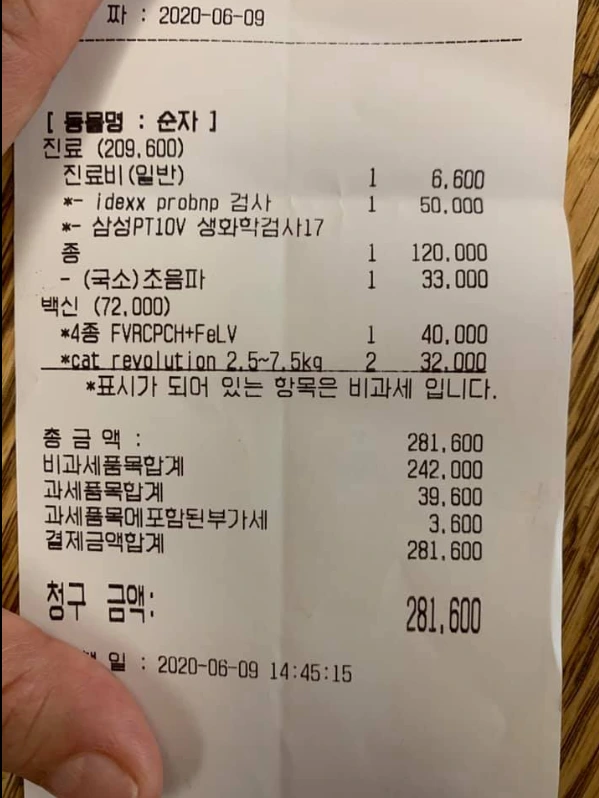 파 : 2020-06-09
[ 동물명 : 순자 ]
진료 (209,600)
진료비(일반) 1 6,600
*- idexx probnp 검사 1 50,000
*- 삼성PT10V 생화학검사17
종 1 120,000
- (국소)초음파 1 33,000
백신 (72,000)
*4종 FVRCPCH+FeLV 1 40,000
*cat revolution 2.5~7.5kg 2 32,000
*표시가 되어 있는 항목은 비과세 입니다.
총 금 액 : 281,600
비과세품목합계 242,000
과세품목합계 39,600
과세품목에포함된부가세 3,600
결제금액합계 281,600
청구 금액: 281,600
일 : 2020-06-09 14:45:15